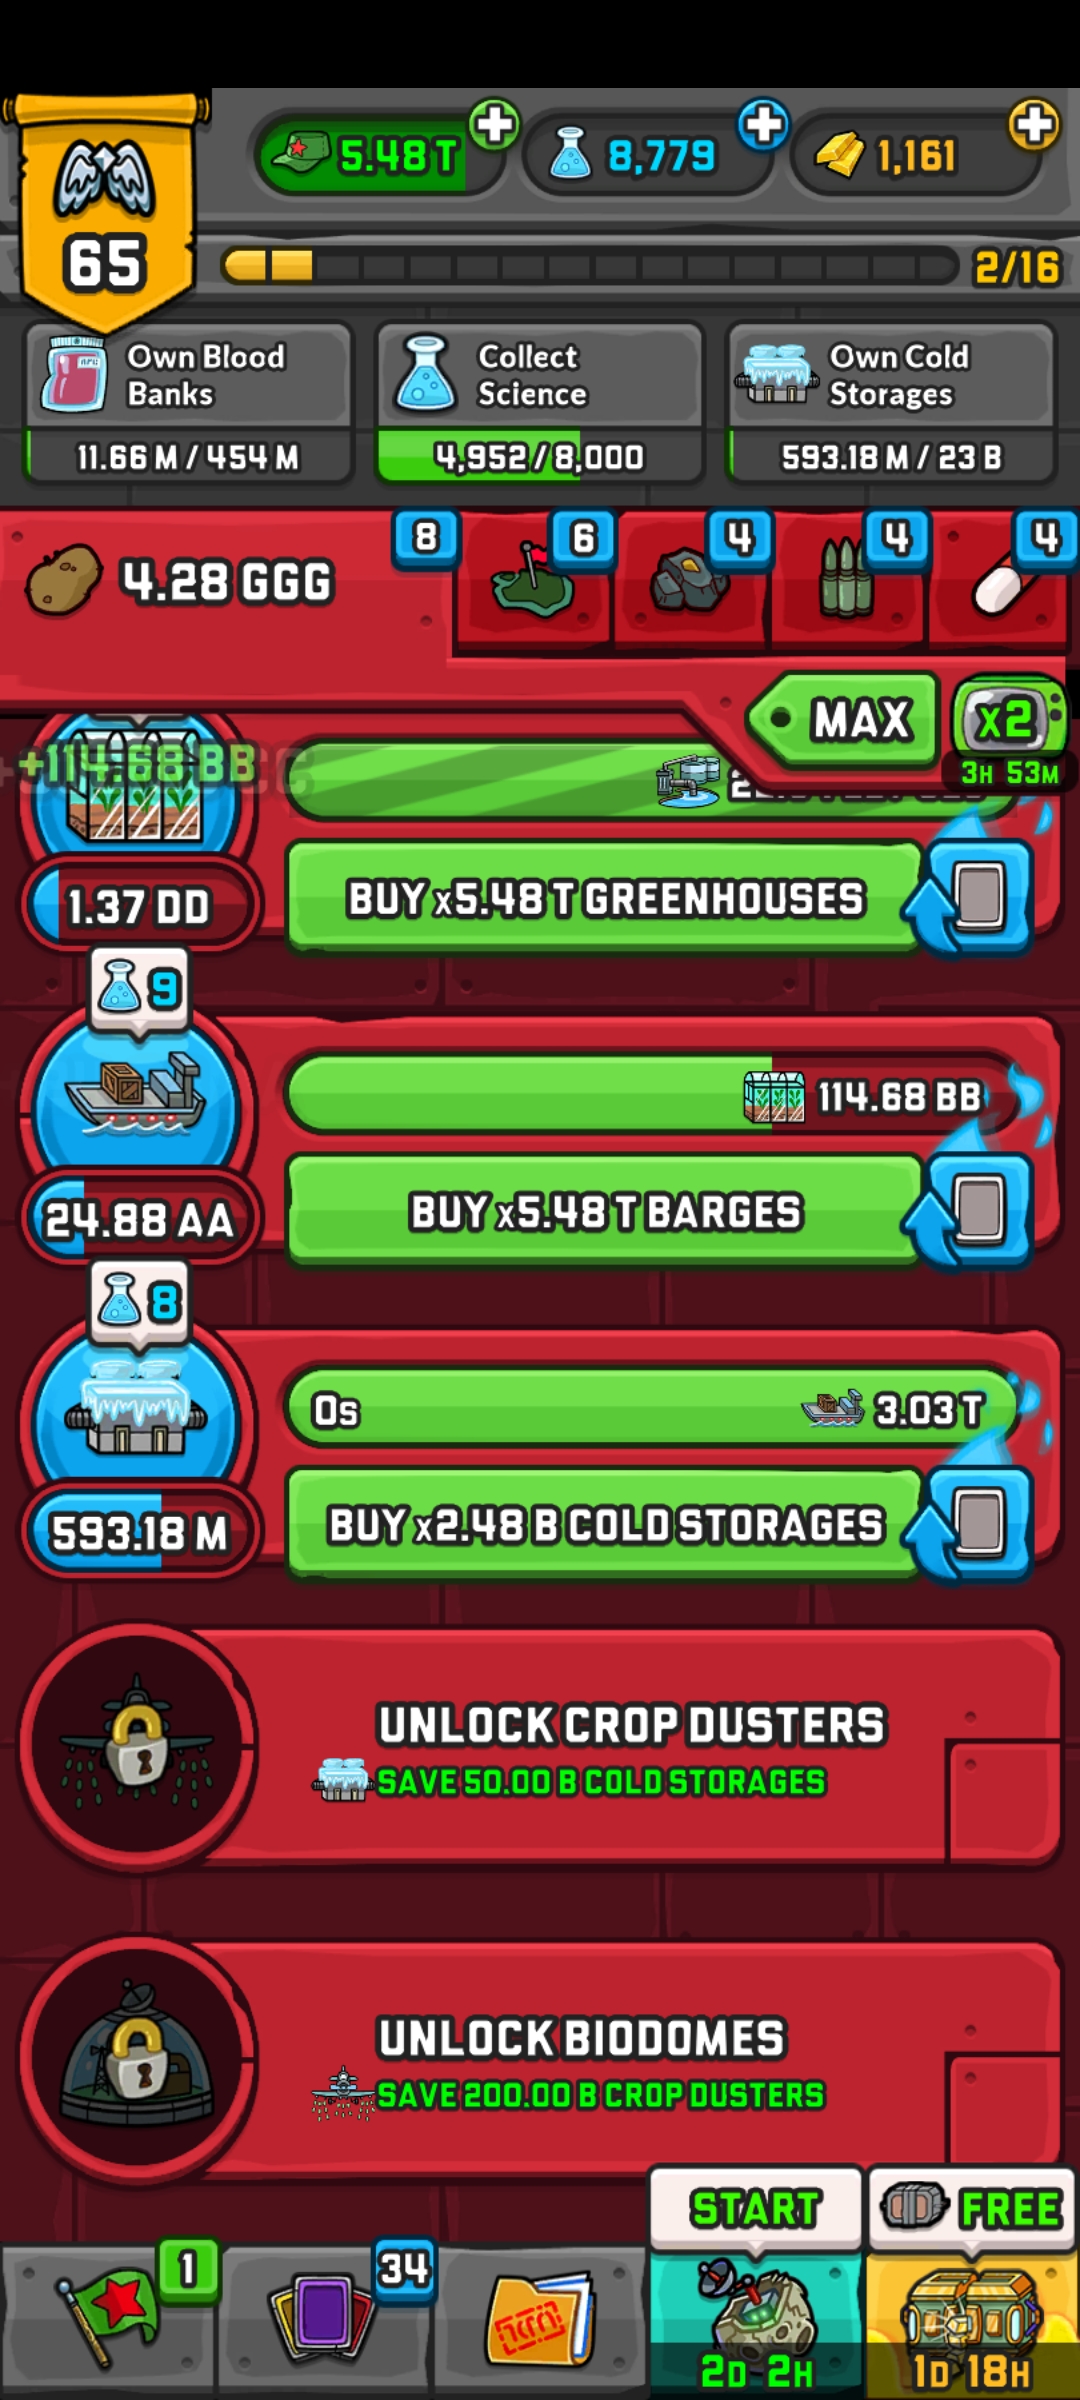 5.48 T
8,779
1,161
65
2/16
Own Blood
Banks
11.66 M / 454 M
Collect
Science
4,952/8,000
Own Cold
Storages
593.18 M / 23 B
4.28 GGG
8
6
4
4
4
MAX
x2
3H 53M
+114.68 BB
1.37 DD
BUY x5.48 T GREENHOUSES
9
114.68 BB
24.88 AA
BUY x5.48 T BARGES
8
0s
3.03 T
593.18 M
BUY x2.48 B COLD STORAGES
UNLOCK CROP DUSTERS
SAVE 50.00 B COLD STORAGES
UNLOCK BIODOMES
SAVE 200.00 B CROP DUSTERS
START
FREE
1
34
2D 2H
1D 18H